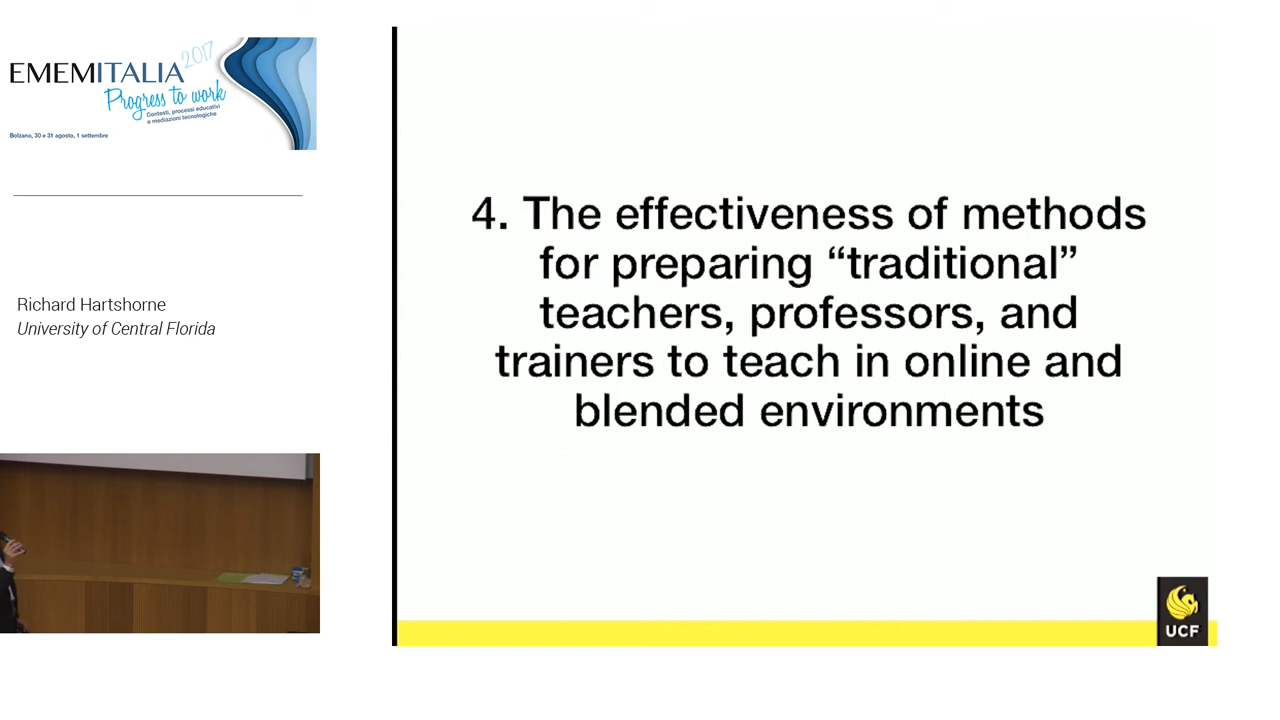 EMEMITALIA
2017
Progress to work
Contesti, processi educativi
e mediazioni tecnologiche
Bolzano, 30 e 31 agosto, 1 settembre
Richard Hartshorne
University of Central Florida
4. The effectiveness of methods
for preparing “traditional”
teachers, professors, and
trainers to teach in online and
blended environments
UCF